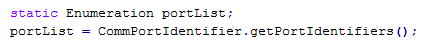 static Enumeration portList;
portList = CommPortIdentifier.getPortIdentifiers();